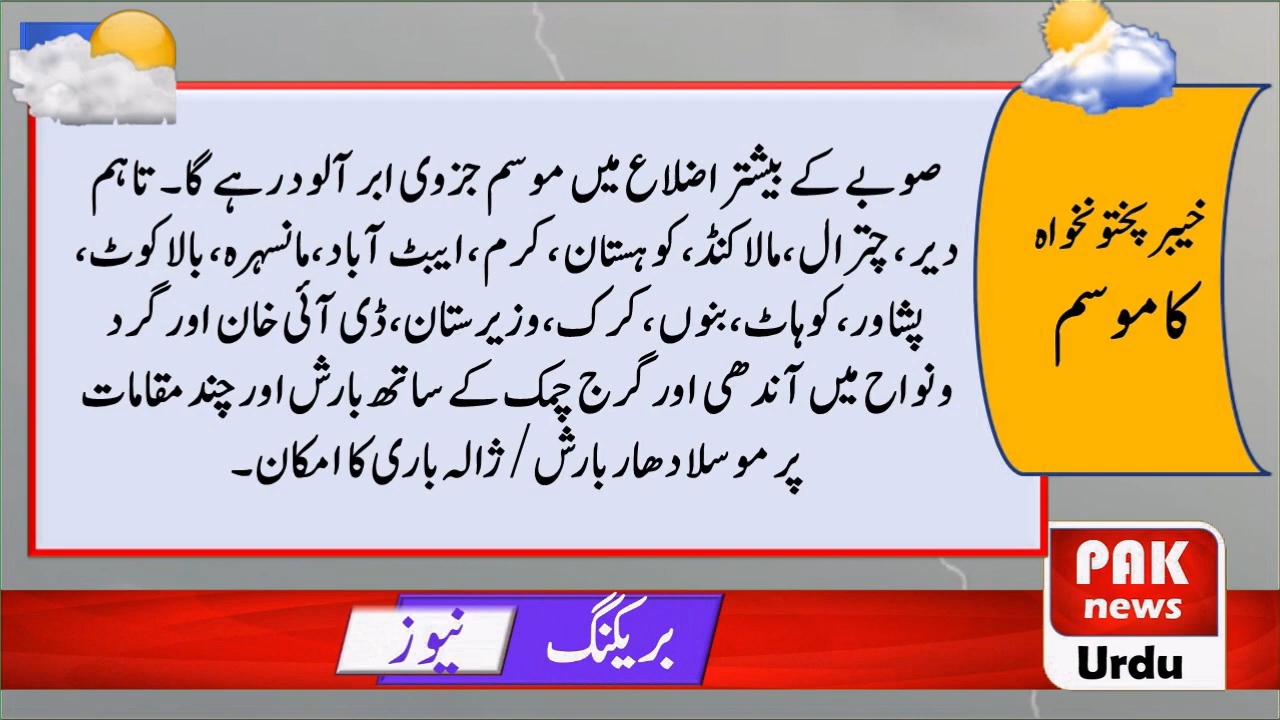 خیبر پختونخواہ
کا موسم
صوبے کے بیشتر اضلاع میں موسم جزوی ابر آلود رہے گا۔ تاہم
دیر، چترال، مالاکنڈ، کوہستان، کرم، ایبٹ آباد، مانسہرہ، بالاکوٹ،
پشاور، کوہاٹ، بنوں، کرک، وزیرستان، ڈی آئی خان اور گرد
ونواح میں آندھی اور گرج چمک کے ساتھ بارش اور چند مقامات
پر موسلادھار بارش / ژالہ باری کا امکان۔
بریکنگ نیوز
PAK
news
Urdu